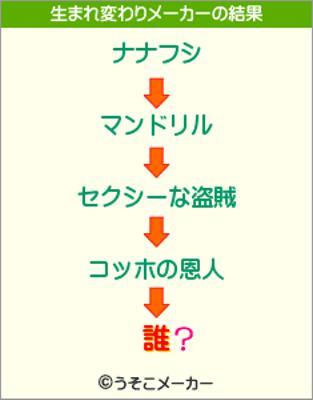 生まれ変わりメーカーの結果
ナナフシ
マンドリル
セクシーな盗賊
コッホの恩人
誰？
©うそこメーカー